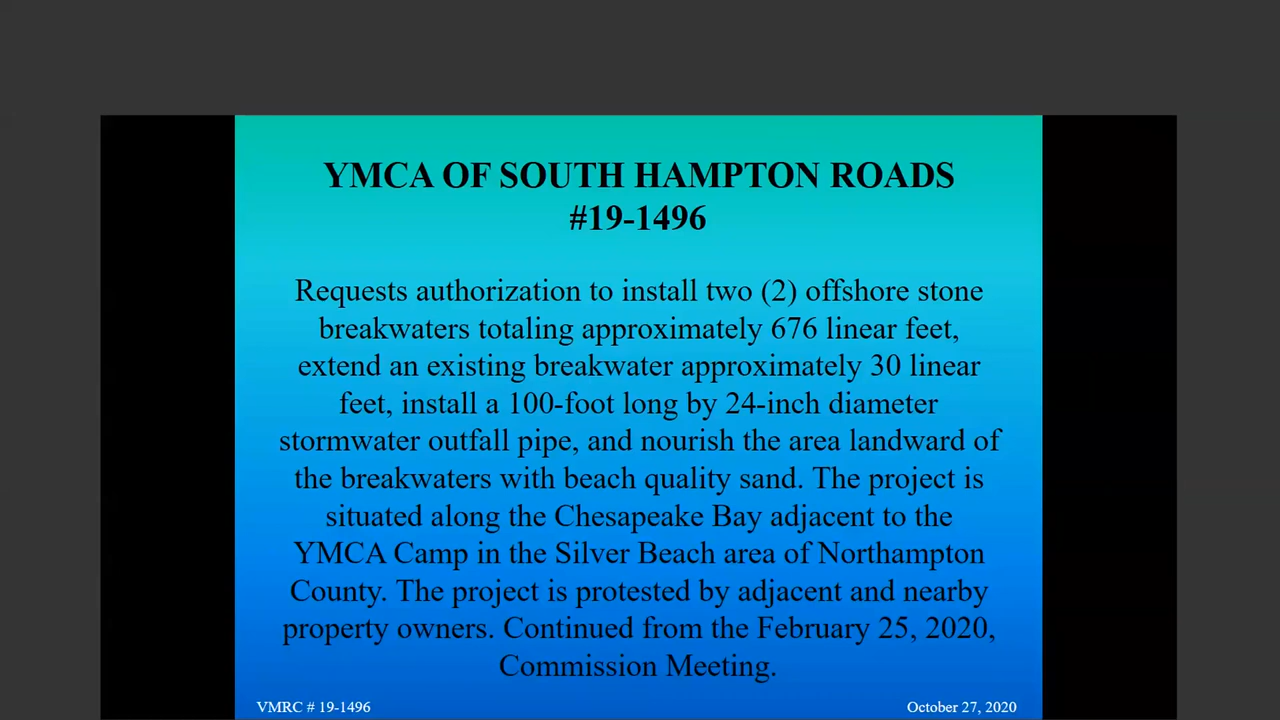 YMCA OF SOUTH HAMPTON ROADS
#19-1496
Requests authorization to install two (2) offshore stone
breakwaters totaling approximately 676 linear feet,
extend an existing breakwater approximately 30 linear
feet, install a 100-foot long by 24-inch diameter
stormwater outfall pipe, and nourish the area landward of
the breakwaters with beach quality sand. The project is
situated along the Chesapeake Bay adjacent to the
YMCA Camp in the Silver Beach area of Northampton
County. The project is protested by adjacent and nearby
property owners. Continued from the February 25, 2020,
Commission Meeting.
VMRC # 19-1496
October 27, 2020